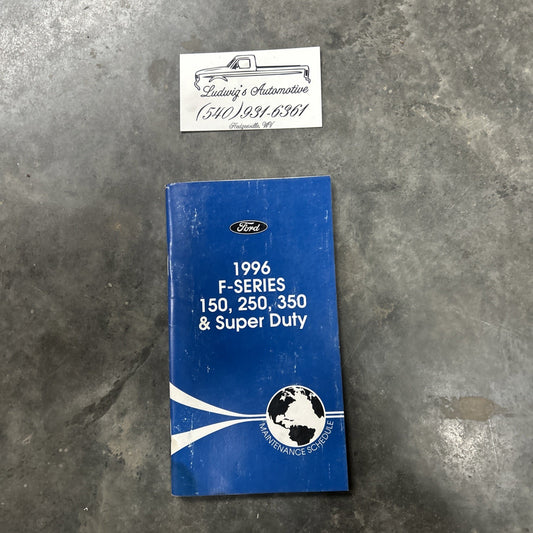 Ludwig's Automotive
(540) 931-6361
Ford
1996
F-SERIES
150, 250, 350
& Super Duty
MAINTENANCE SCHEDULE